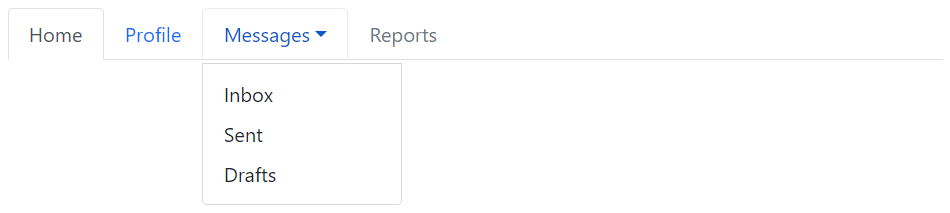 Home Profile Messages Reports
Inbox
Sent
Drafts